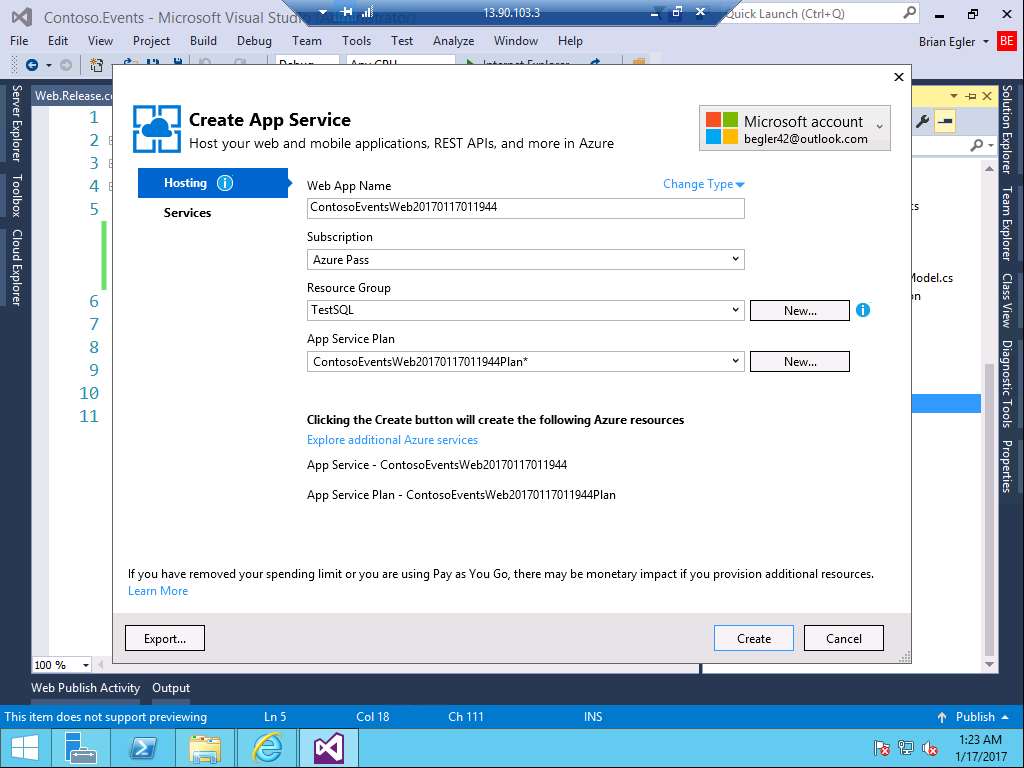 Contoso.Events - Microsoft Visual Studio (Administrator)
13.90.103.3
Quick Launch (Ctrl+Q)
File Edit View Project Build Debug Team Tools Test Analyze Window Help
Brian Egler
BE
Debug Any CPU Internet Explorer
Web.Release.co
Server Explorer
Toolbox
Cloud Explorer
1
2
3
4
5
6
7
8
9
10
11
Create App Service
Host your web and mobile applications, REST APIs, and more in Azure
Microsoft account
begler42@outlook.com
Hosting
Services
Web App Name
Change Type
ContosoEventsWeb20170117011944
Subscription
Azure Pass
Resource Group
TestSQL
New...
App Service Plan
ContosoEventsWeb20170117011944Plan*
New...
Clicking the Create button will create the following Azure resources
Explore additional Azure services
App Service - ContosoEventsWeb20170117011944
App Service Plan - ContosoEventsWeb20170117011944Plan
If you have removed your spending limit or you are using Pay as You Go, there may be monetary impact if you provision additional resources.
Learn More
Export...
Create
Cancel
ts
Model.cs
on
Solution Explorer
Team Explorer
Class View
Diagnostic Tools
Properties
100 %
Web Publish Activity Output
This item does not support previewing Ln 5 Col 18 Ch 111 INS Publish
1:23 AM
1/17/2017